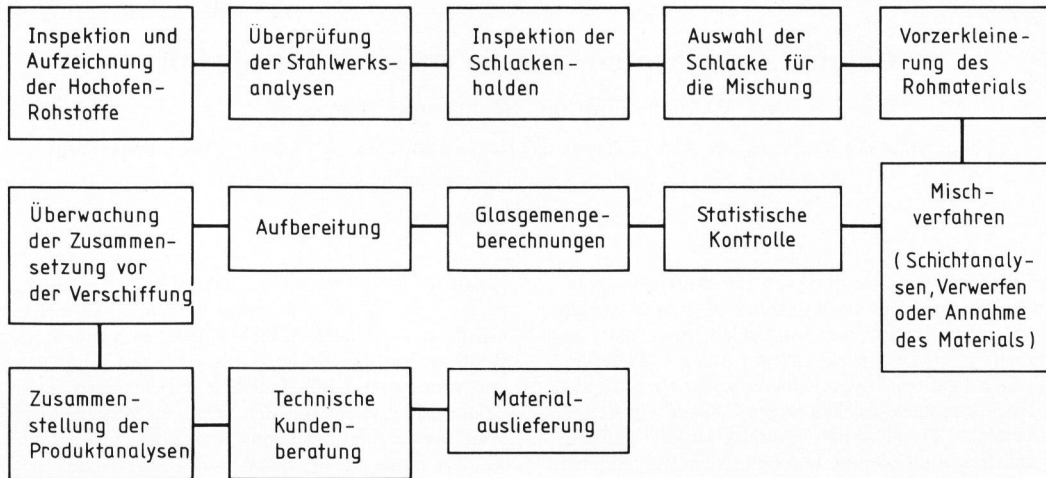 Inspektion und
Aufzeichnung
der Hochofen-
Rohstoffe
Überprüfung
der Stahlwerks-
analysen
Inspektion der
Schlacken-
halden
Auswahl der
Schlacke für
die Mischung
Vorzerkleine-
rung des
Rohmaterials
Misch-
verfahren
( Schichtanaly-
sen, Verwerfen
oder Annahme
des Materials )
Statistische
Kontrolle
Glasgemenge-
berechnungen
Aufbereitung
Überwachung
der Zusammen-
setzung vor
der Verschiffung
Zusammen-
stellung der
Produktanalysen
Technische
Kunden-
beratung
Material-
auslieferung